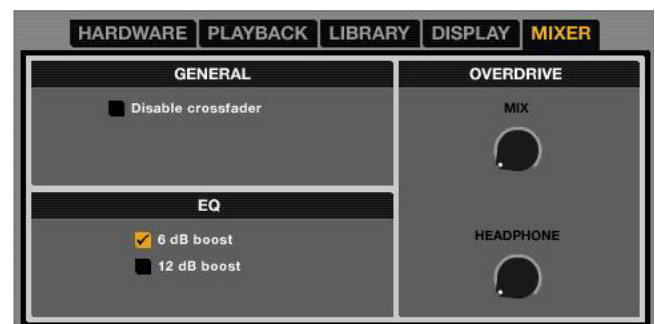 HARDWARE PLAYBACK LIBRARY DISPLAY MIXER
GENERAL
Disable crossfader
EQ
6 dB boost
12 dB boost
OVERDRIVE
MIX
HEADPHONE